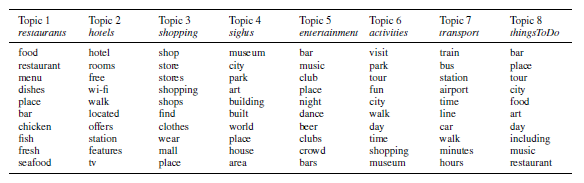 Topic 1 Topic 2 Topic 3 Topic 4 Topic 5 Topic 6 Topic 7 Topic 8
restaurants hotels shopping sights entertainment activities transport thingsToDo
food hotel shop museum bar visit train bar
restaurant rooms store city music park bus place
menu free stores park club tour station tour
dishes wi-fi shopping art place fun airport city
place walk shops building night city time food
bar located find built dance walk line art
chicken offers clothes world beer day car day
fish station wear place clubs time walk including
fresh features mall house crowd shopping minutes music
seafood tv place area bars museum hours restaurant